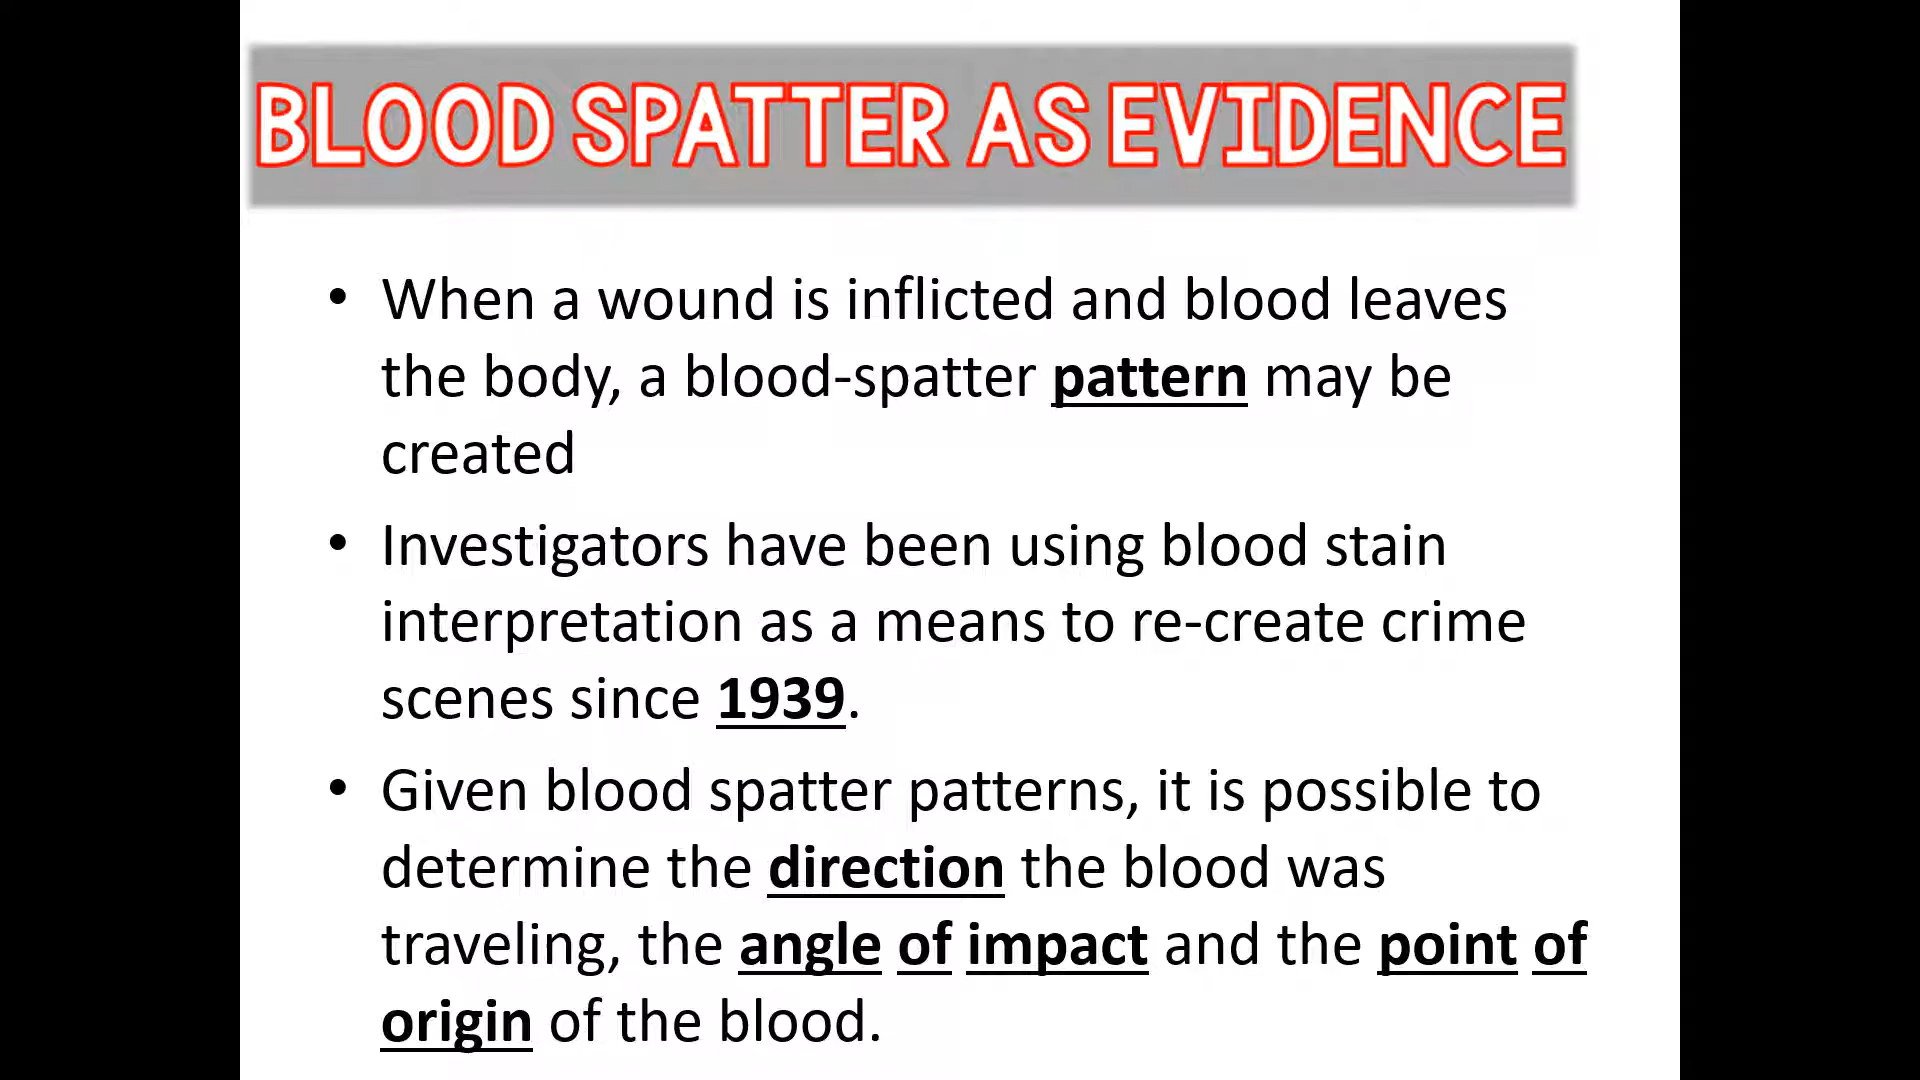 BLOOD SPATTER AS EVIDENCE
• When a wound is inflicted and blood leaves
the body, a blood-spatter pattern may be
created
• Investigators have been using blood stain
interpretation as a means to re-create crime
scenes since 1939.
• Given blood spatter patterns, it is possible to
determine the direction the blood was
traveling, the angle of impact and the point of
origin of the blood.